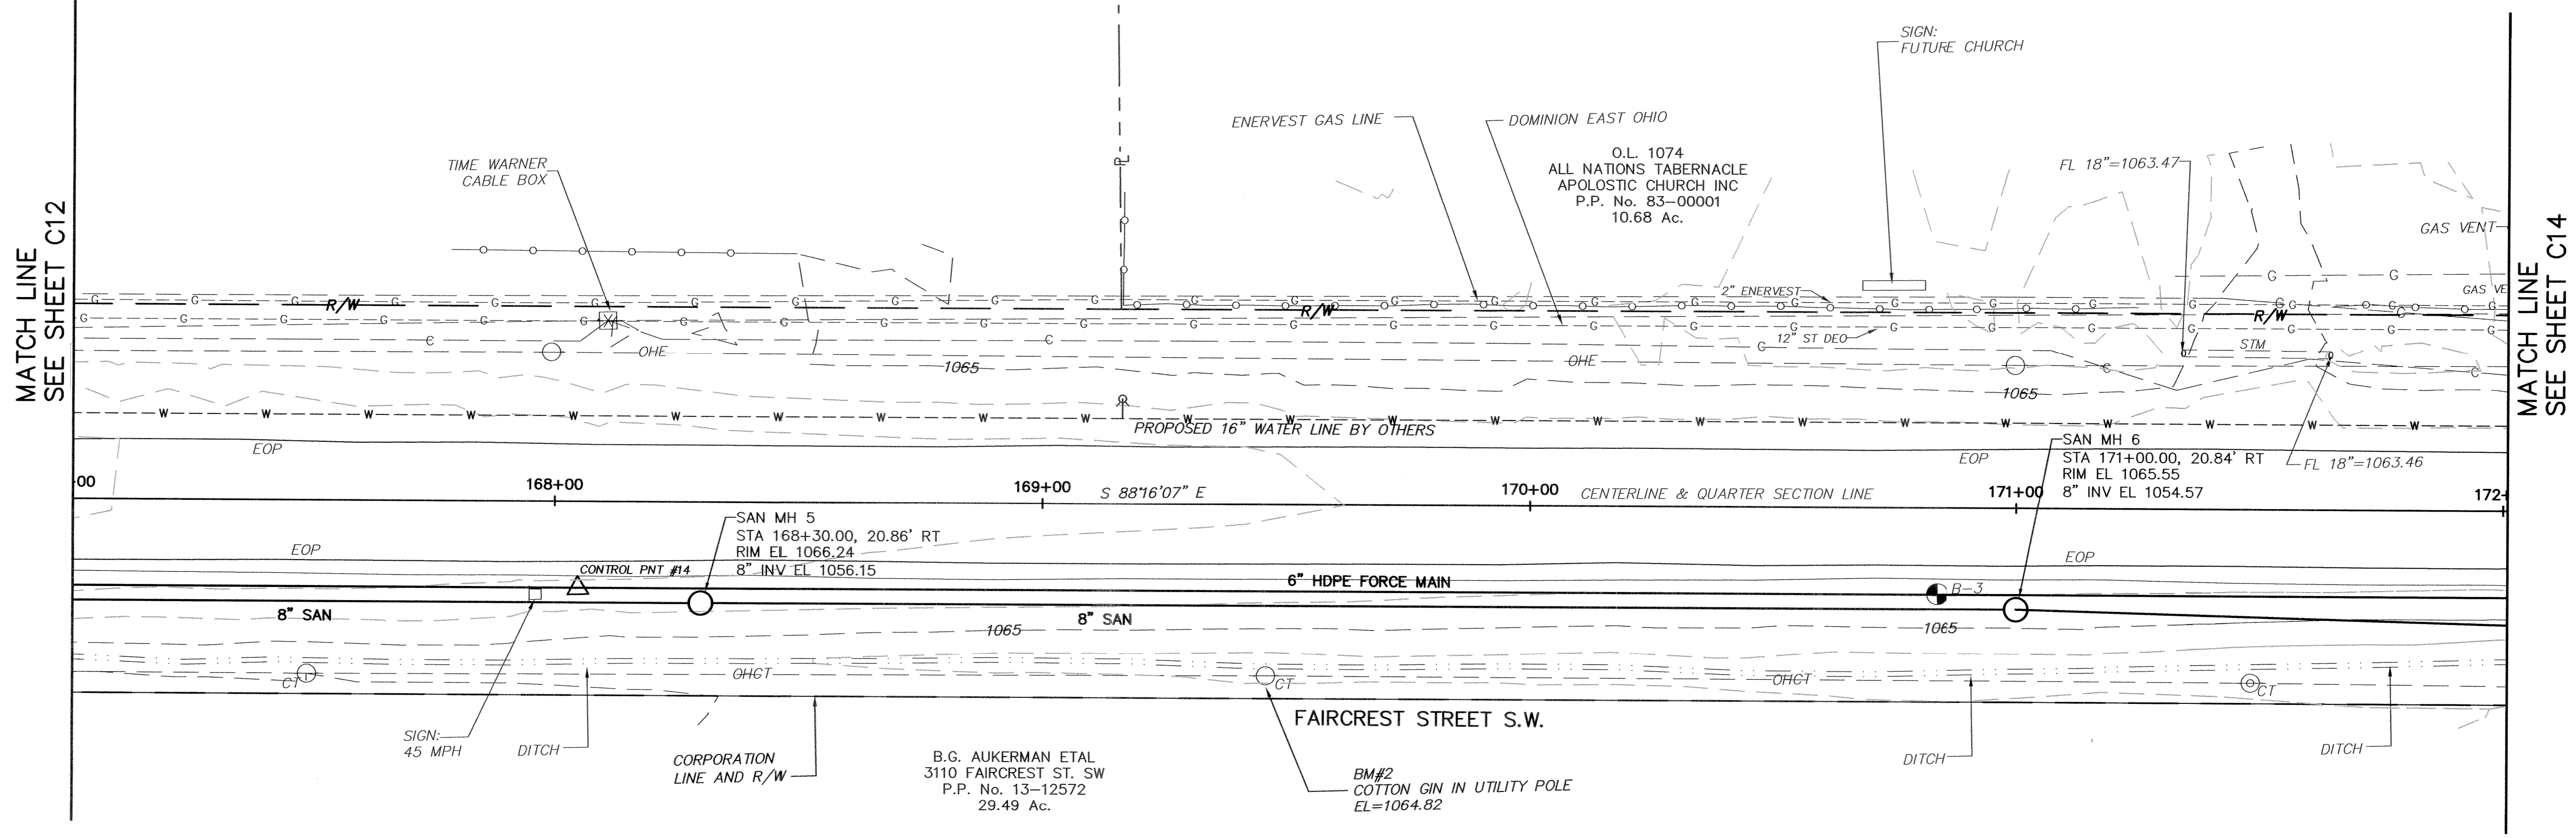 MATCH LINE
SEE SHEET C12
SIGN:
FUTURE CHURCH
TIME WARNER
CABLE BOX
ENERVEST GAS LINE
DOMINION EAST OHIO
O.L. 1074
ALL NATIONS TABERNACLE
APOLOSTIC CHURCH INC
P.P. No. 83-00001
10.68 Ac.
FL 18"=1063.47
GAS VENT
GAS VE
2" ENERVEST
R/W
R/W
R/W
12" ST DEO
STM
OHE
OHE
1065
1065
PROPOSED 16" WATER LINE BY OTHERS
EOP
EOP
FL 18"=1063.46
SAN MH 6
STA 171+00.00, 20.84' RT
RIM EL 1065.55
8" INV EL 1054.57
+00
168+00
169+00
S 88°16'07" E
170+00
CENTERLINE & QUARTER SECTION LINE
171+00
172+
SAN MH 5
STA 168+30.00, 20.86' RT
RIM EL 1066.24
8" INV EL 1056.15
EOP
EOP
CONTROL PNT #14
6" HDPE FORCE MAIN
B-3
8" SAN
8" SAN
1065
1065
CT
OHCT
CT
OHCT
CT
FAIRCREST STREET S.W.
SIGN:
45 MPH
DITCH
CORPORATION
LINE AND R/W
B.G. AUKERMAN ETAL
3110 FAIRCREST ST. SW
P.P. No. 13-12572
29.49 Ac.
BM#2
COTTON GIN IN UTILITY POLE
EL=1064.82
DITCH
DITCH
MATCH LINE
SEE SHEET C14